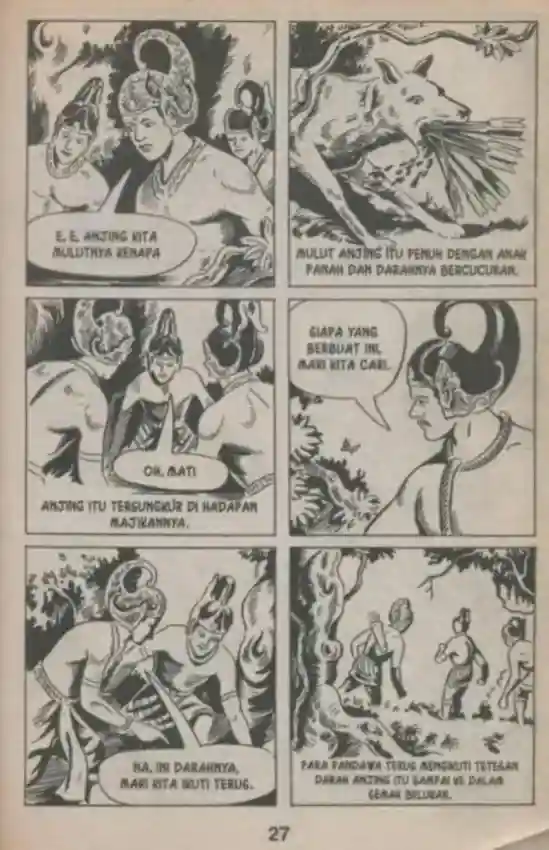 E, E, ANJING KITA
MULUTNYA KENAPA
MULUT ANJING ITU PENUH DENGAN ANAK
PANAH DAN DARAHNYA BERCUCURAN.
OH, MATI
ANJING ITU TERSUNGKUR DI HADAPAN
MAJIKANNYA.
SIAPA YANG
BERBUAT INI,
MARI KITA CARI.
HA, INI DARAHNYA,
MARI KITA IKUTI TERUS.
PARA PANDAWA TERUS MENGIKUTI TETESAN
DARAH ANJING ITU SAMPAI KE DALAM
SEMAK BELUKAR.
27